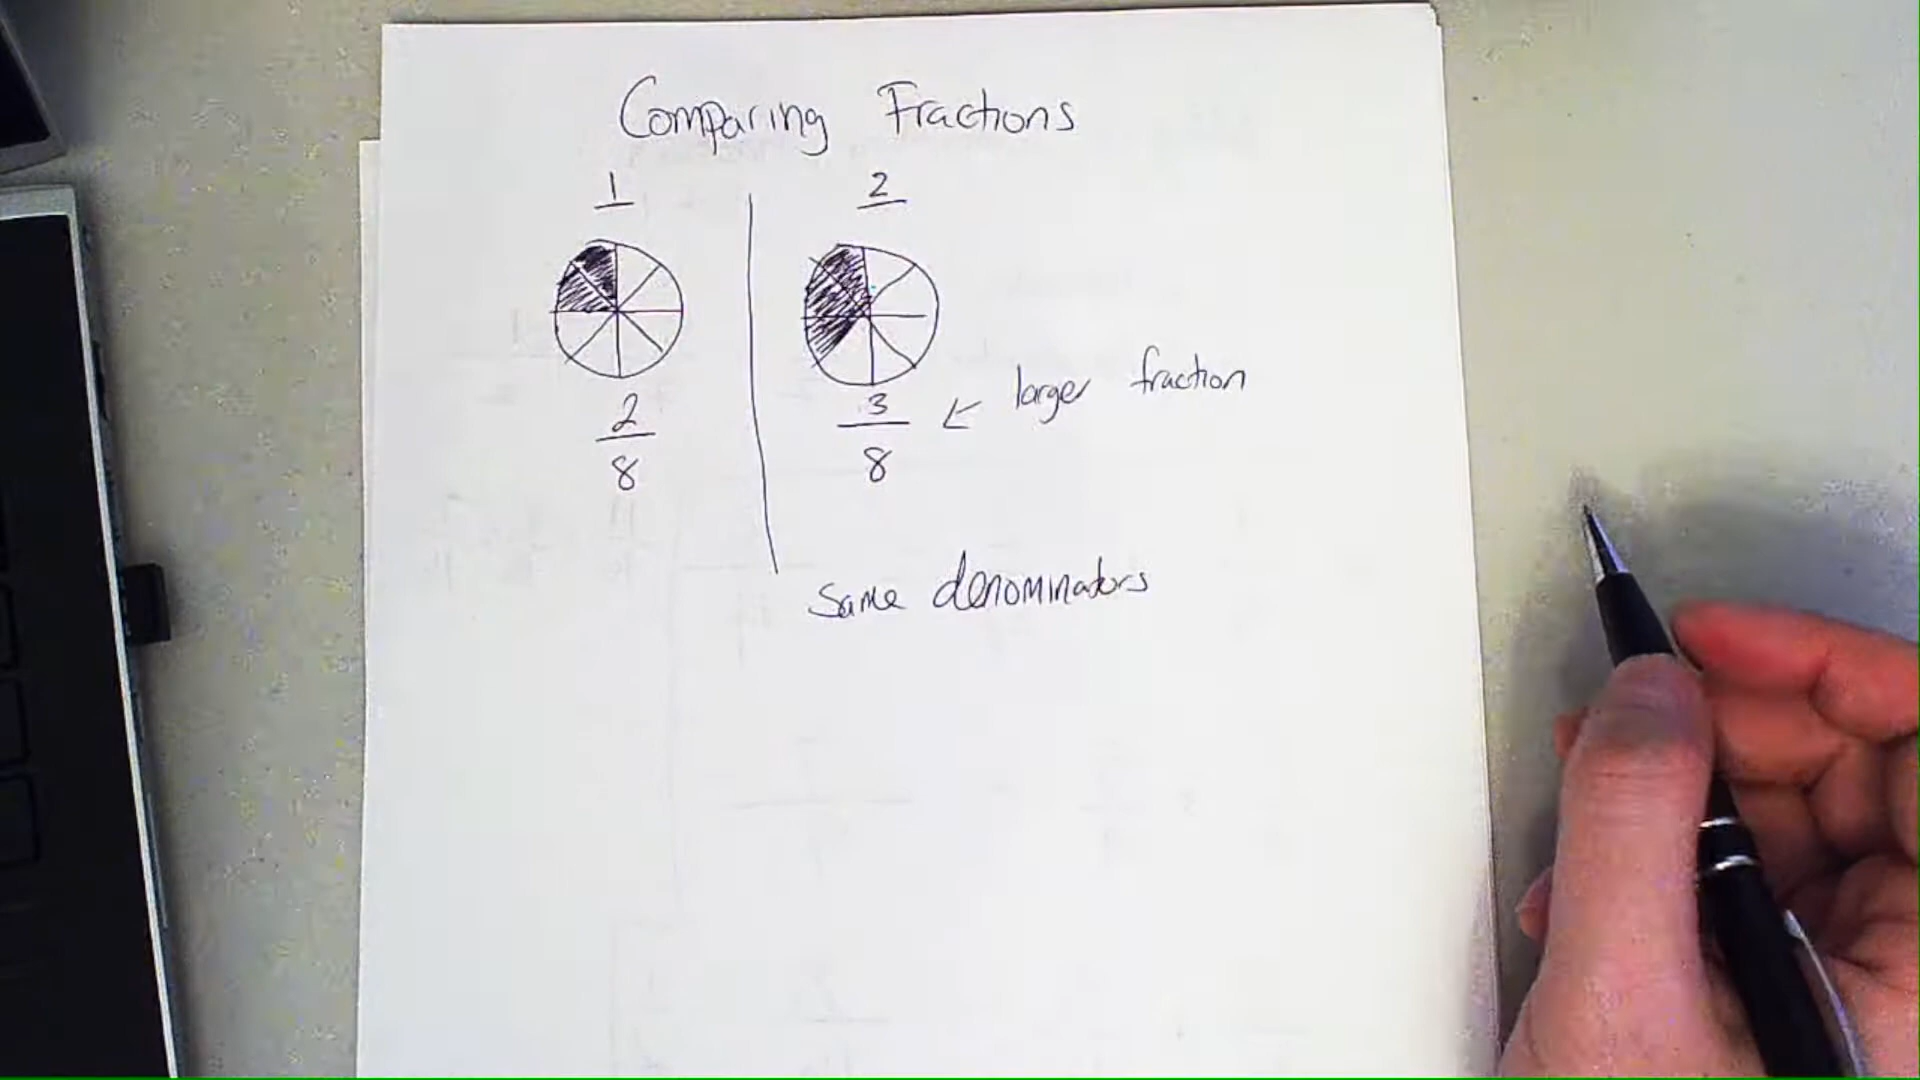 Comparing Fractions
1
2
2
8
3
8
larger fraction
same denominators